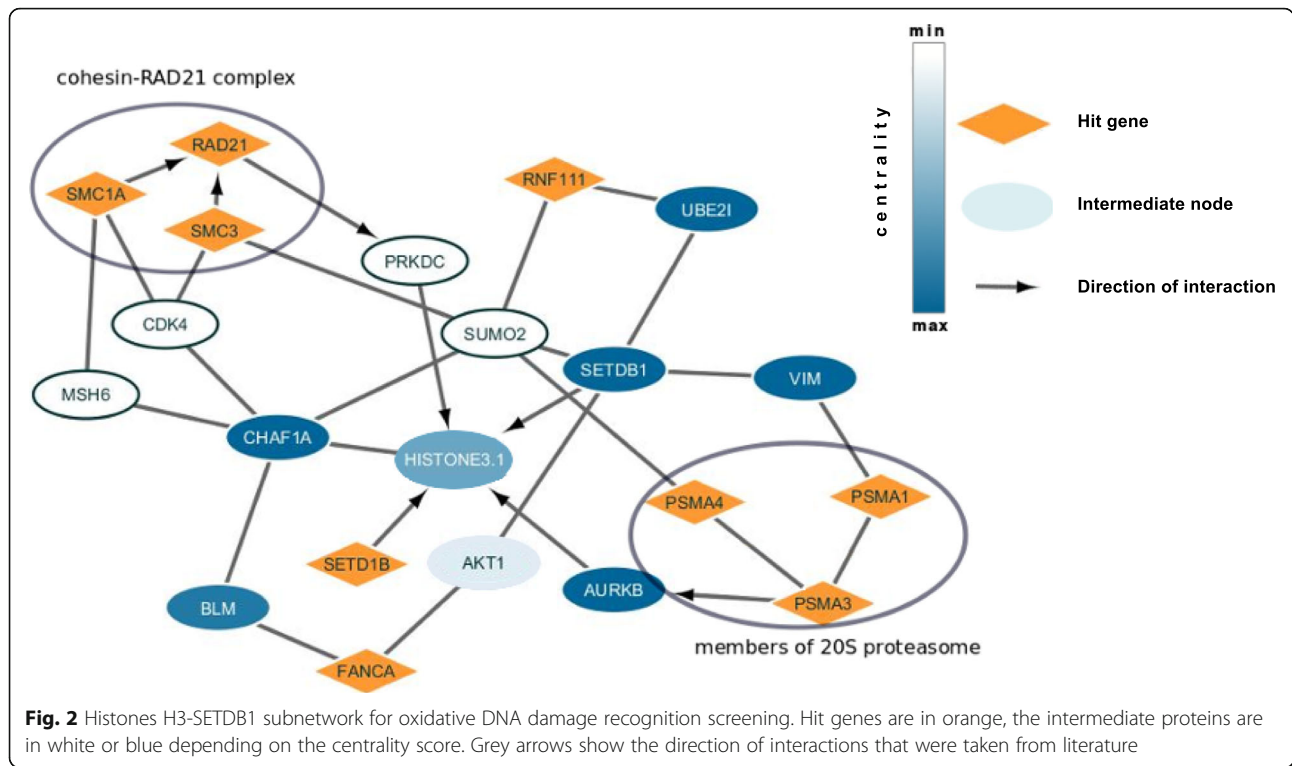 cohesin-RAD21 complex
RAD21
SMC1A
SMC3
RNF111
UBE2I
PRKDC
CDK4
SUMO2
SETDB1
VIM
MSH6
CHAF1A
HISTONE3.1
PSMA4
PSMA1
SETD1B
AKT1
AURKB
PSMA3
BLM
FANCA
members of 20S proteasome
min
centrality
max
Hit gene
Intermediate node
Direction of interaction
Fig. 2 Histones H3-SETDB1 subnetwork for oxidative DNA damage recognition screening. Hit genes are in orange, the intermediate proteins are
in white or blue depending on the centrality score. Grey arrows show the direction of interactions that were taken from literature